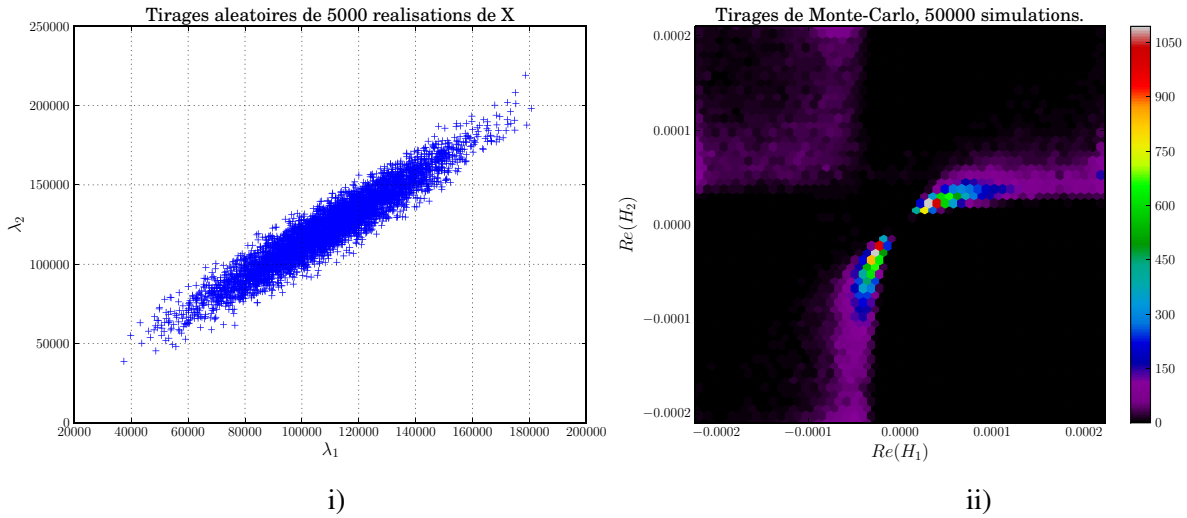 Tirages aleatoires de 5000 realisations de X
250000
200000
150000
100000
50000
0
λ₂
20000 40000 60000 80000 100000 120000 140000 160000 180000 200000
λ₁
i)
Tirages de Monte-Carlo, 50000 simulations.
0.0002
0.0001
0.0000
−0.0001
−0.0002
Re(H₂)
−0.0002 −0.0001 0.0000 0.0001 0.0002
Re(H₁)
1050
900
750
600
450
300
150
0
ii)